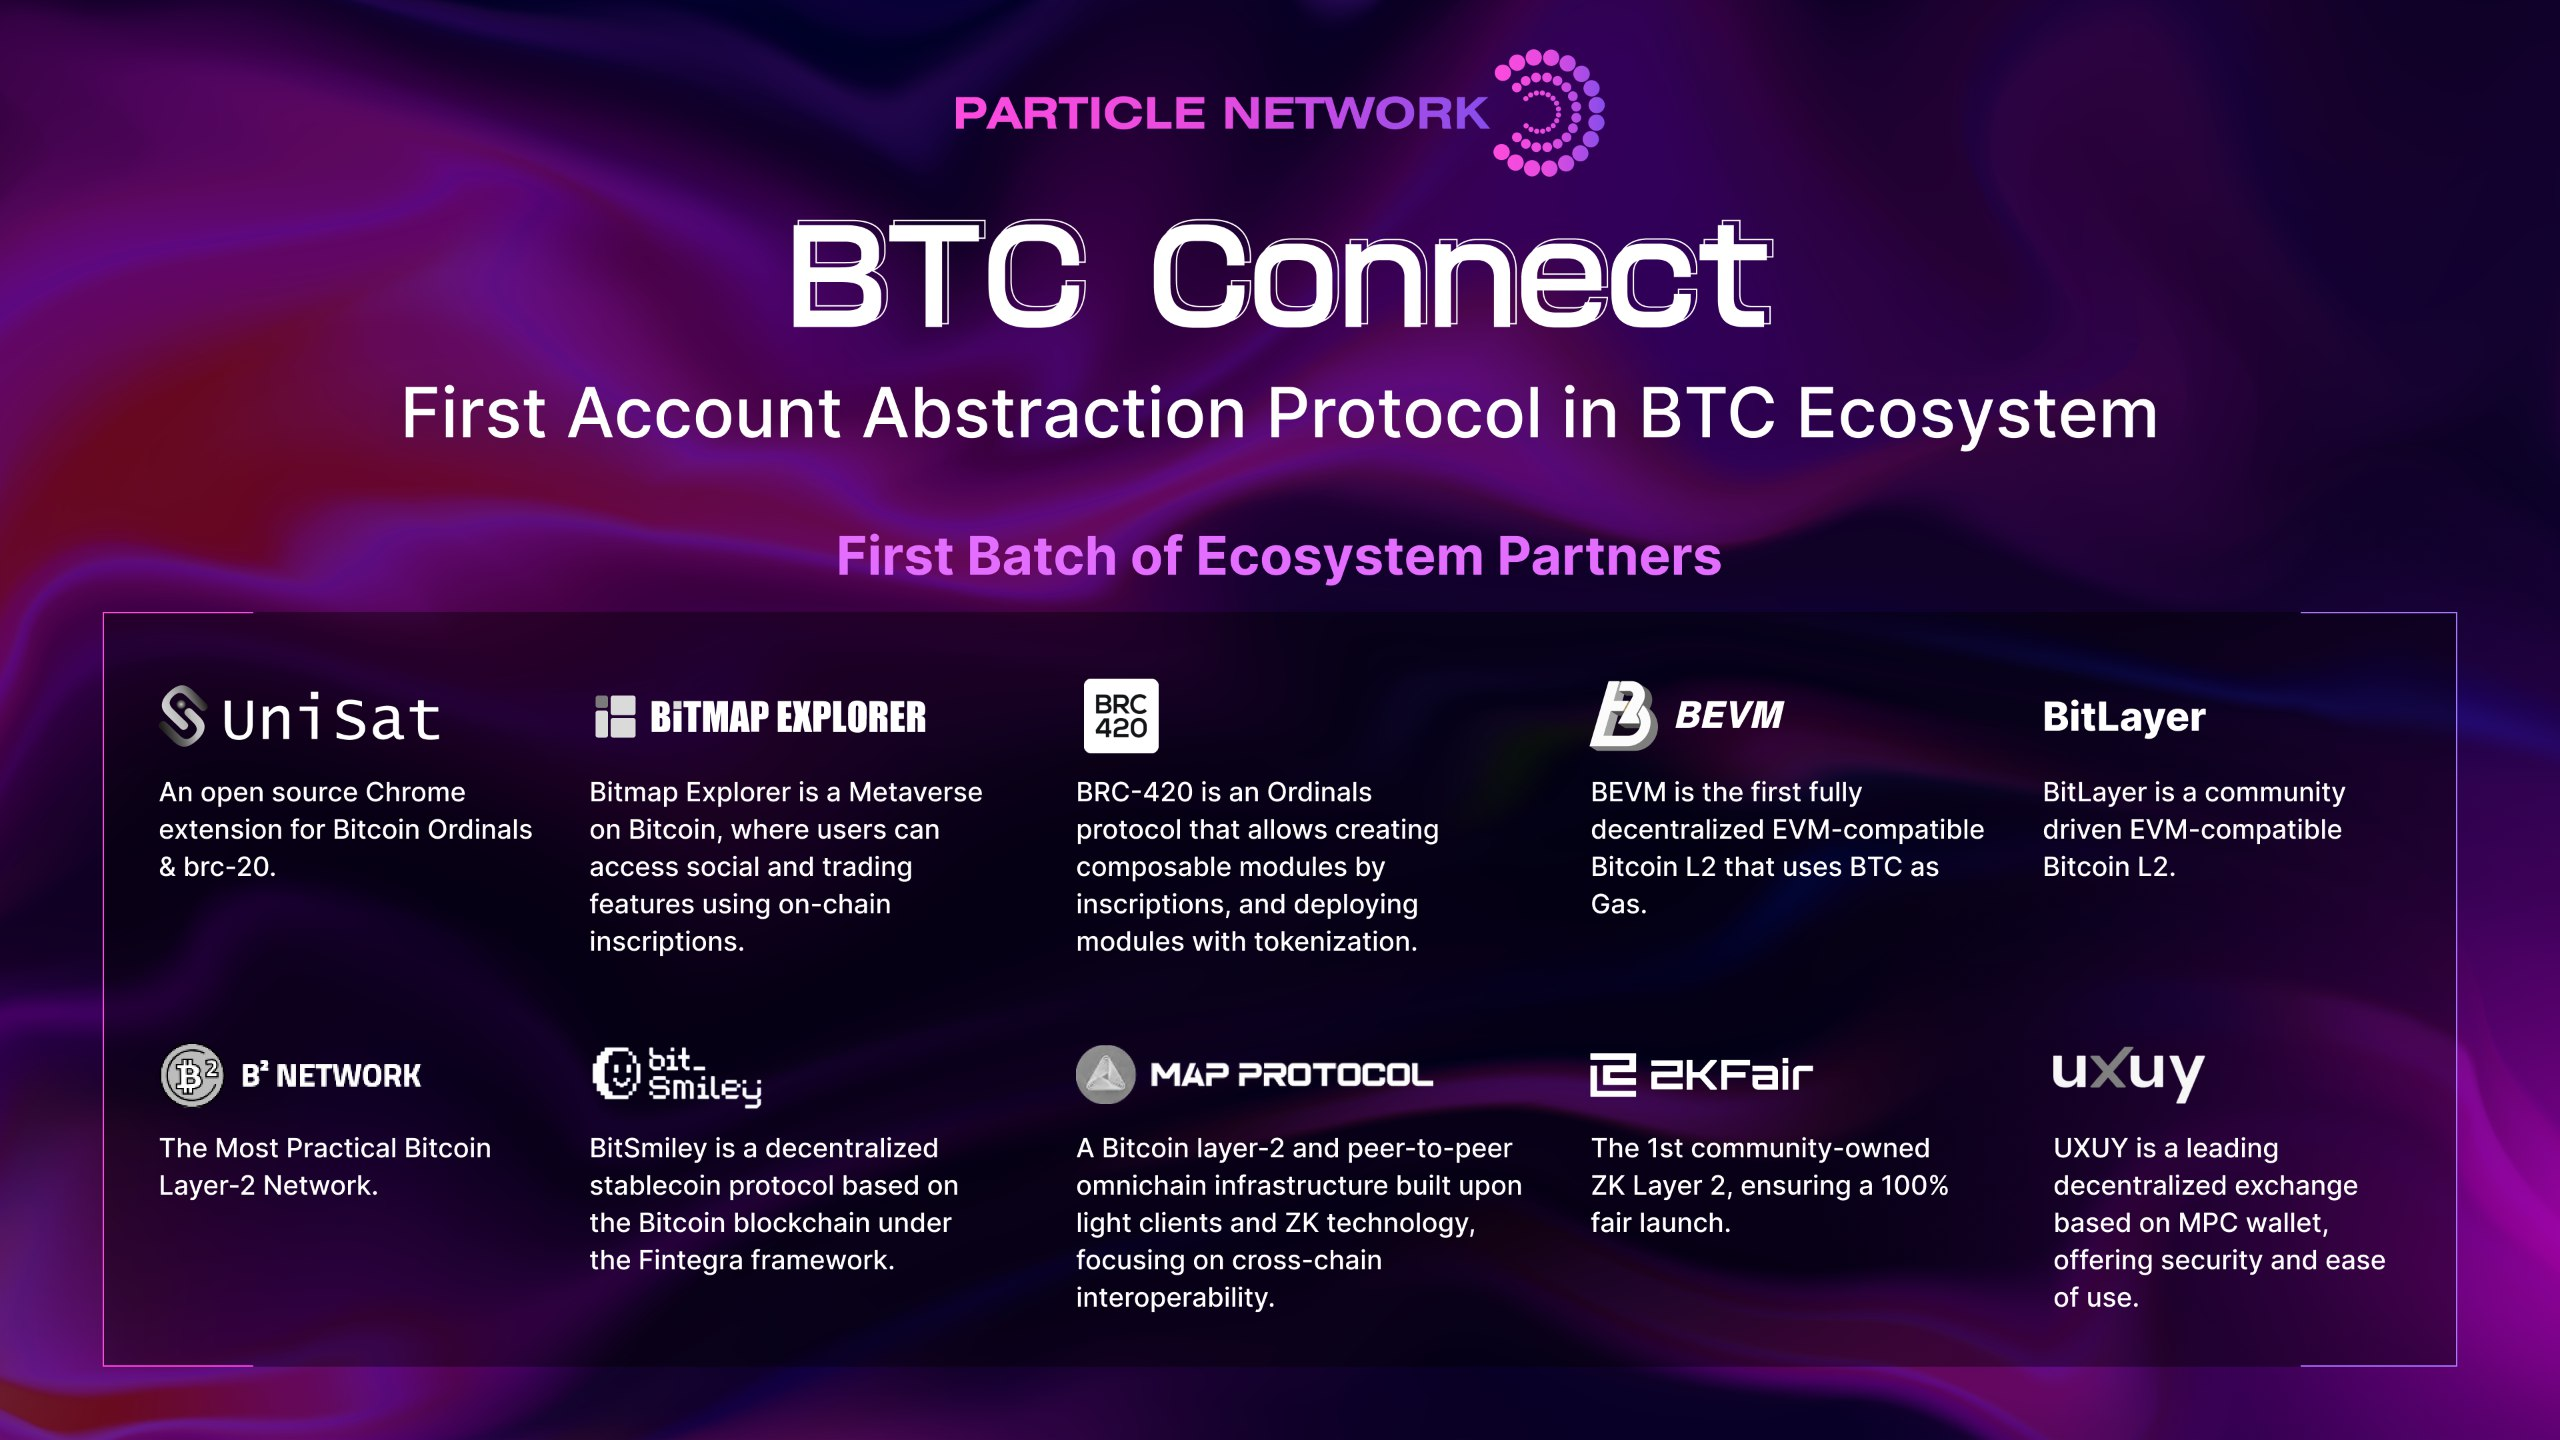 PARTICLE NETWORK
BTC Connect
First Account Abstraction Protocol in BTC Ecosystem
First Batch of Ecosystem Partners
UniSat
An open source Chrome
extension for Bitcoin Ordinals
& brc-20.
BiTMAP EXPLORER
Bitmap Explorer is a Metaverse
on Bitcoin, where users can
access social and trading
features using on-chain
inscriptions.
BRC
420
BRC-420 is an Ordinals
protocol that allows creating
composable modules by
inscriptions, and deploying
modules with tokenization.
BEVM
BEVM is the first fully
decentralized EVM-compatible
Bitcoin L2 that uses BTC as
Gas.
BitLayer
BitLayer is a community
driven EVM-compatible
Bitcoin L2.
B² NETWORK
The Most Practical Bitcoin
Layer-2 Network.
bit_
Smiley
BitSmiley is a decentralized
stablecoin protocol based on
the Bitcoin blockchain under
the Fintegra framework.
MAP PROTOCOL
A Bitcoin layer-2 and peer-to-peer
omnichain infrastructure built upon
light clients and ZK technology,
focusing on cross-chain
interoperability.
ZKFair
The 1st community-owned
ZK Layer 2, ensuring a 100%
fair launch.
uxuy
UXUY is a leading
decentralized exchange
based on MPC wallet,
offering security and ease
of use.